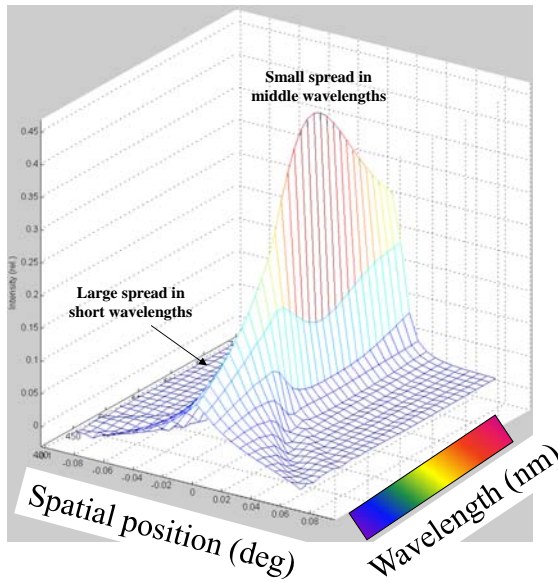 Small spread in
middle wavelengths
0.45
0.4
0.35
0.3
0.25
0.2
0.15
0.1
0.05
0
Intensity (rel.)
Large spread in
short wavelengths
450
-0.08
-0.06
-0.04
-0.02
0
0.02
0.04
0.06
0.08
Spatial position (deg)
Wavelength (nm)